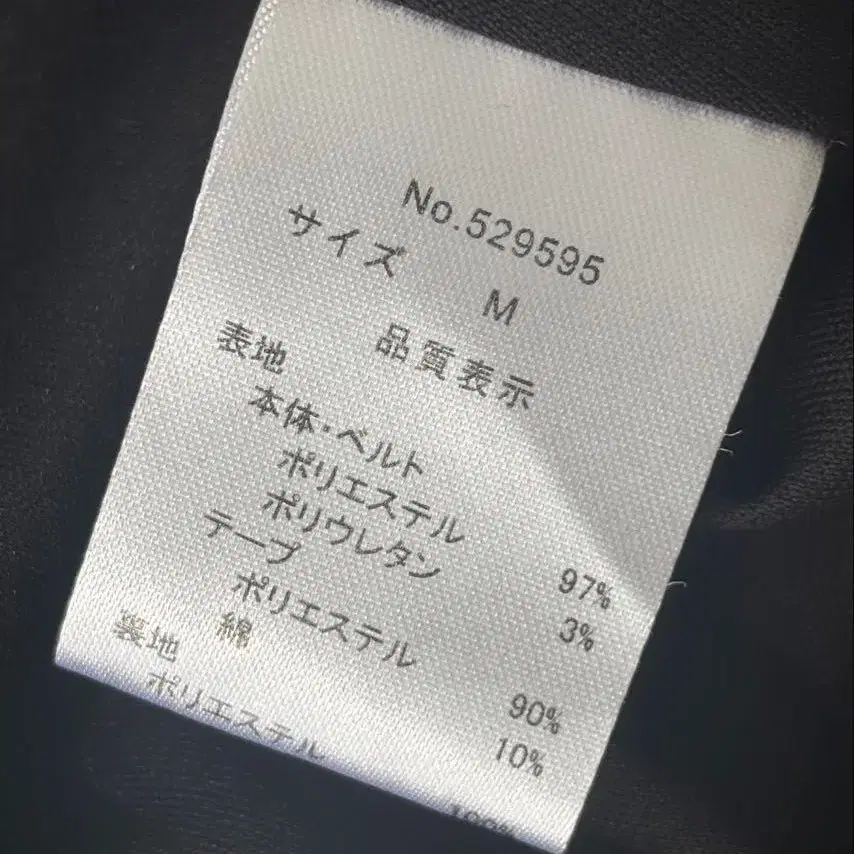 No.529595
サイズ M
品質表示
表地
本体・ベルト
ポリエステル 97%
ポリウレタン 3%
テープ
ポリエステル 90%
綿 10%
裏地
ポリエステル 100%